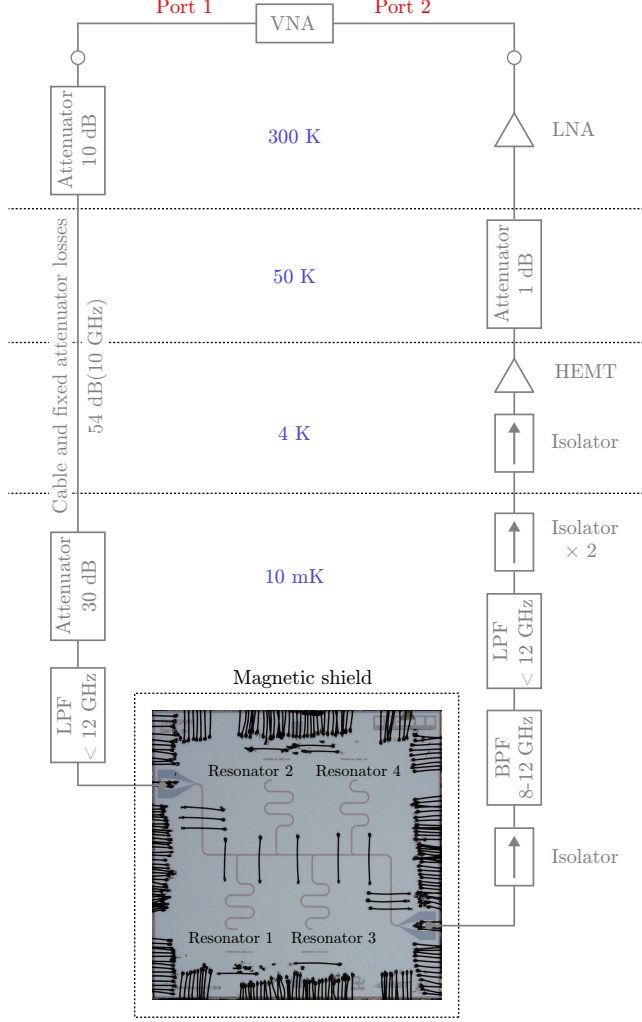 Port 1
VNA
Port 2
Attenuator
10 dB
300 K
LNA
Cable and fixed attenuator losses
54 dB(10 GHz)
50 K
Attenuator
1 dB
HEMT
4 K
Isolator
Attenuator
30 dB
10 mK
Isolator
× 2
LPF
< 12 GHz
LPF
< 12 GHz
Magnetic shield
BPF
8-12 GHz
Resonator 2
Resonator 4
Isolator
Resonator 1
Resonator 3